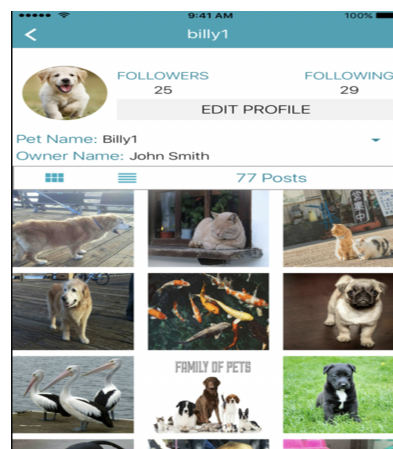 9:41 AM 100%
billy1
FOLLOWERS FOLLOWING
25 29
EDIT PROFILE
Pet Name: Billy1
Owner Name: John Smith
77 Posts
FAMILY OF PETS